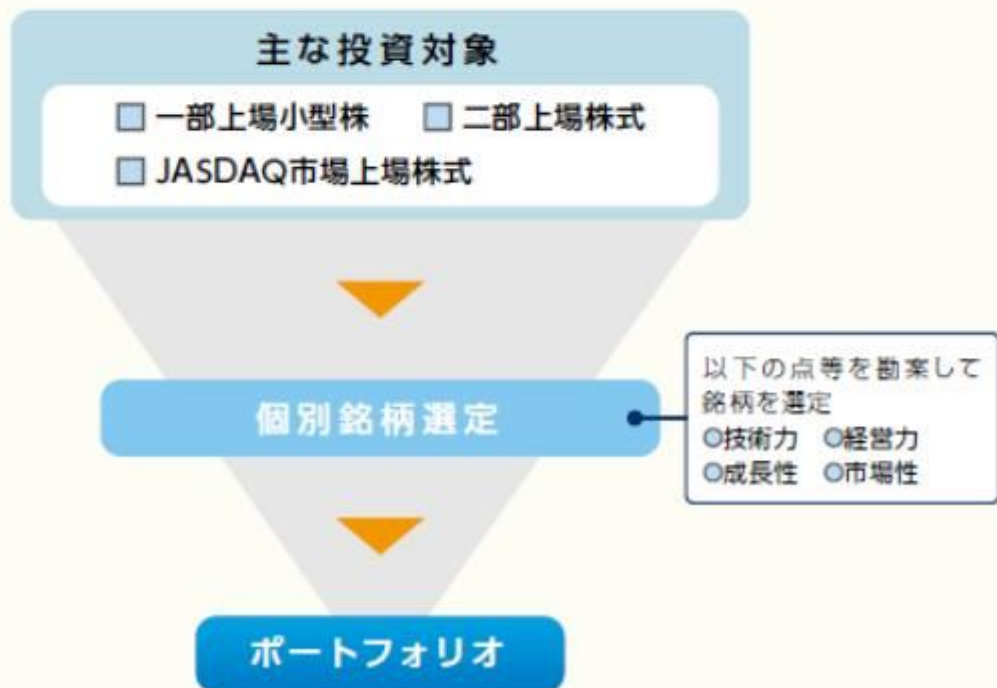 主な投資対象
□ 一部上場小型株 □ 二部上場株式
□ JASDAQ市場上場株式
個別銘柄選定
以下の点等を勘案して
銘柄を選定
○技術力 ○経営力
○成長性 ○市場性
ポートフォリオ